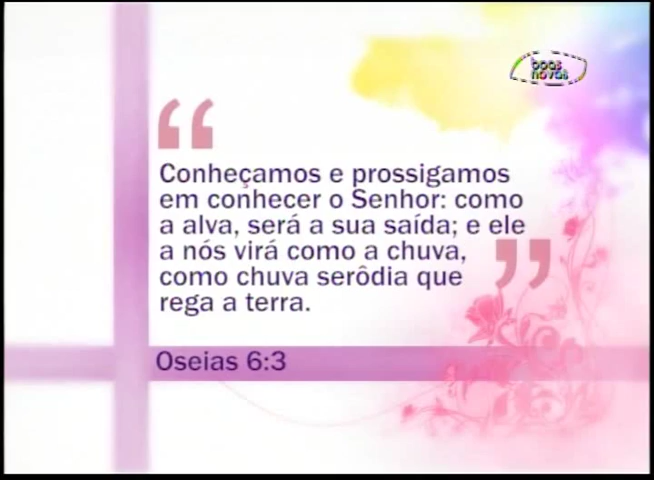 boas
novas
“
Conheçamos e prossigamos
em conhecer o Senhor: como
a alva, será a sua saída; e ele
a nós virá como a chuva,
como chuva serôdia que
rega a terra.
”
Oseias 6:3